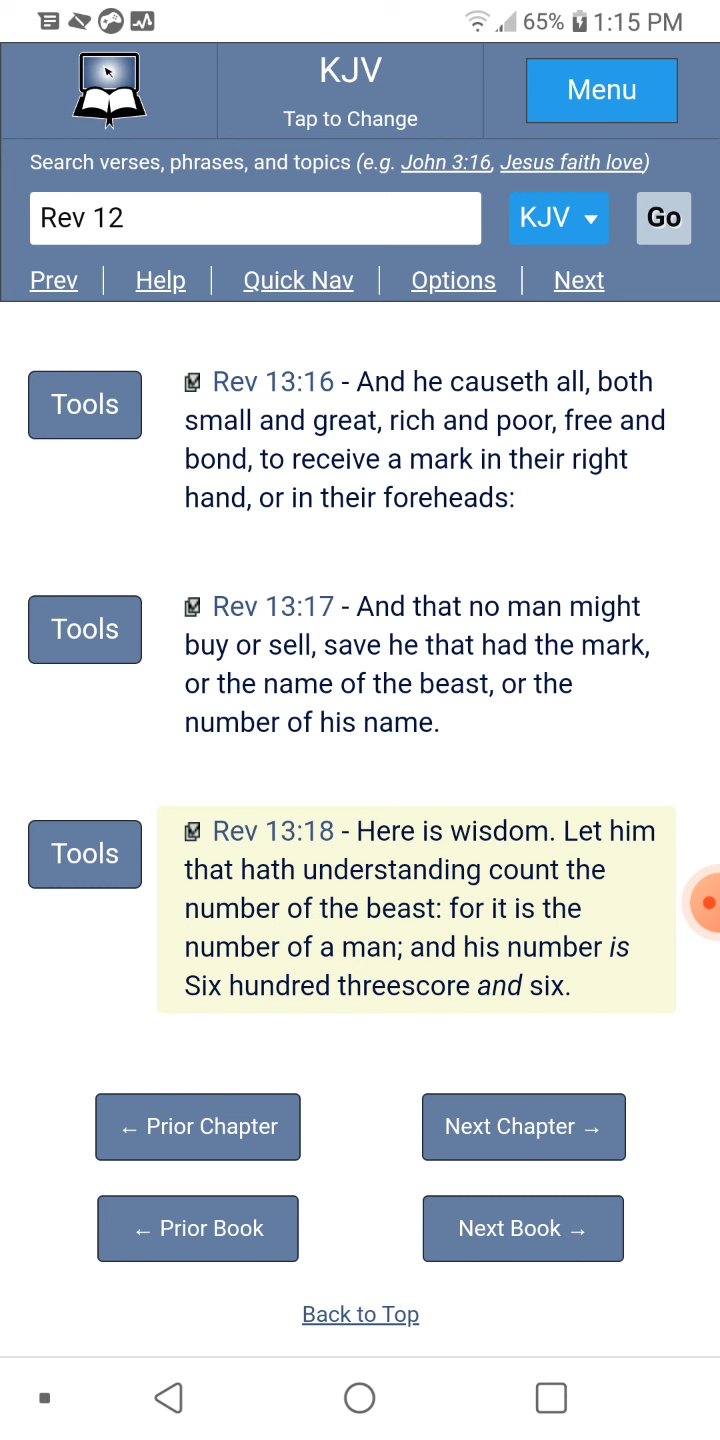 65% 1:15 PM
KJV
Tap to Change
Menu
Search verses, phrases, and topics (e.g. John 3:16, Jesus faith love)
Rev 12
KJV
Go
Prev
Help
Quick Nav
Options
Next
Tools
Rev 13:16 - And he causeth all, both
small and great, rich and poor, free and
bond, to receive a mark in their right
hand, or in their foreheads:
Tools
Rev 13:17 - And that no man might
buy or sell, save he that had the mark,
or the name of the beast, or the
number of his name.
Tools
Rev 13:18 - Here is wisdom. Let him
that hath understanding count the
number of the beast: for it is the
number of a man; and his number is
Six hundred threescore and six.
← Prior Chapter
Next Chapter →
← Prior Book
Next Book →
Back to Top